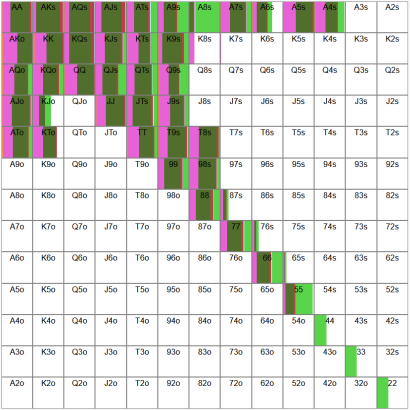 AA AKs AQs AJs ATs A9s A8s A7s A6s A5s A4s A3s A2s
AKo KK KQs KJs KTs K9s K8s K7s K6s K5s K4s K3s K2s
AQo KQo QQ QJs QTs Q9s Q8s Q7s Q6s Q5s Q4s Q3s Q2s
AJo KJo QJo JJ JTs J9s J8s J7s J6s J5s J4s J3s J2s
ATo KTo QTo JTo TT T9s T8s T7s T6s T5s T4s T3s T2s
A9o K9o Q9o J9o T9o 99 98s 97s 96s 95s 94s 93s 92s
A8o K8o Q8o J8o T8o 98o 88 87s 86s 85s 84s 83s 82s
A7o K7o Q7o J7o T7o 97o 87o 77 76s 75s 74s 73s 72s
A6o K6o Q6o J6o T6o 96o 86o 76o 66 65s 64s 63s 62s
A5o K5o Q5o J5o T5o 95o 85o 75o 65o 55 54s 53s 52s
A4o K4o Q4o J4o T4o 94o 84o 74o 64o 54o 44 43s 42s
A3o K3o Q3o J3o T3o 93o 83o 73o 63o 53o 43o 33 32s
A2o K2o Q2o J2o T2o 92o 82o 72o 62o 52o 42o 32o 22